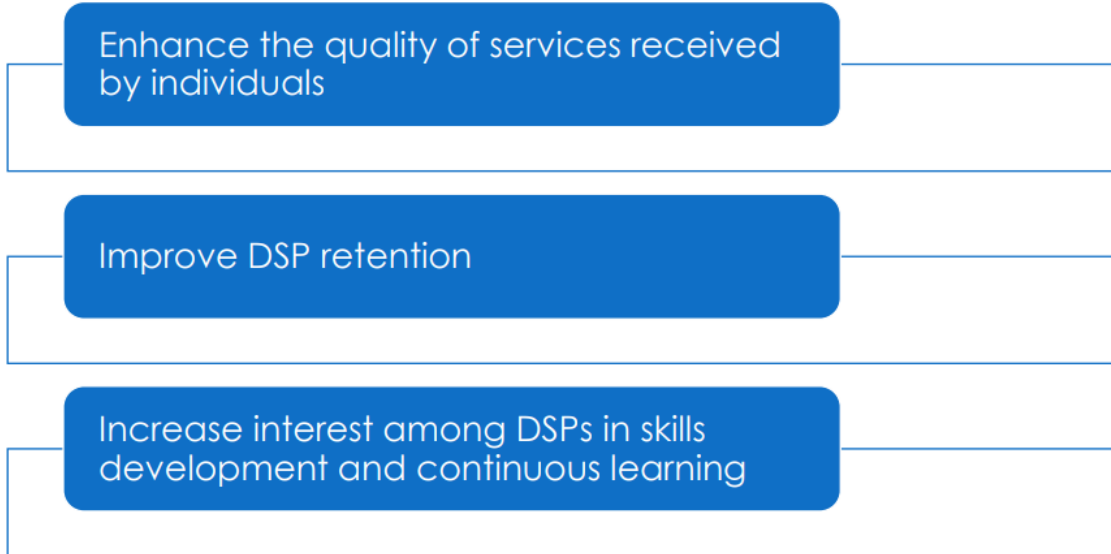 Enhance the quality of services received
by individuals
Improve DSP retention
Increase interest among DSPs in skills
development and continuous learning